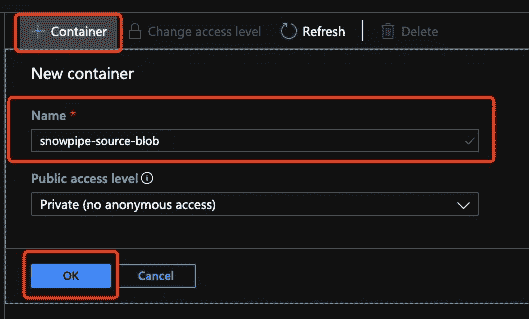 + Container Change access level Refresh Delete
New container
Name *
snowpipe-source-blob
Public access level
Private (no anonymous access)
OK Cancel